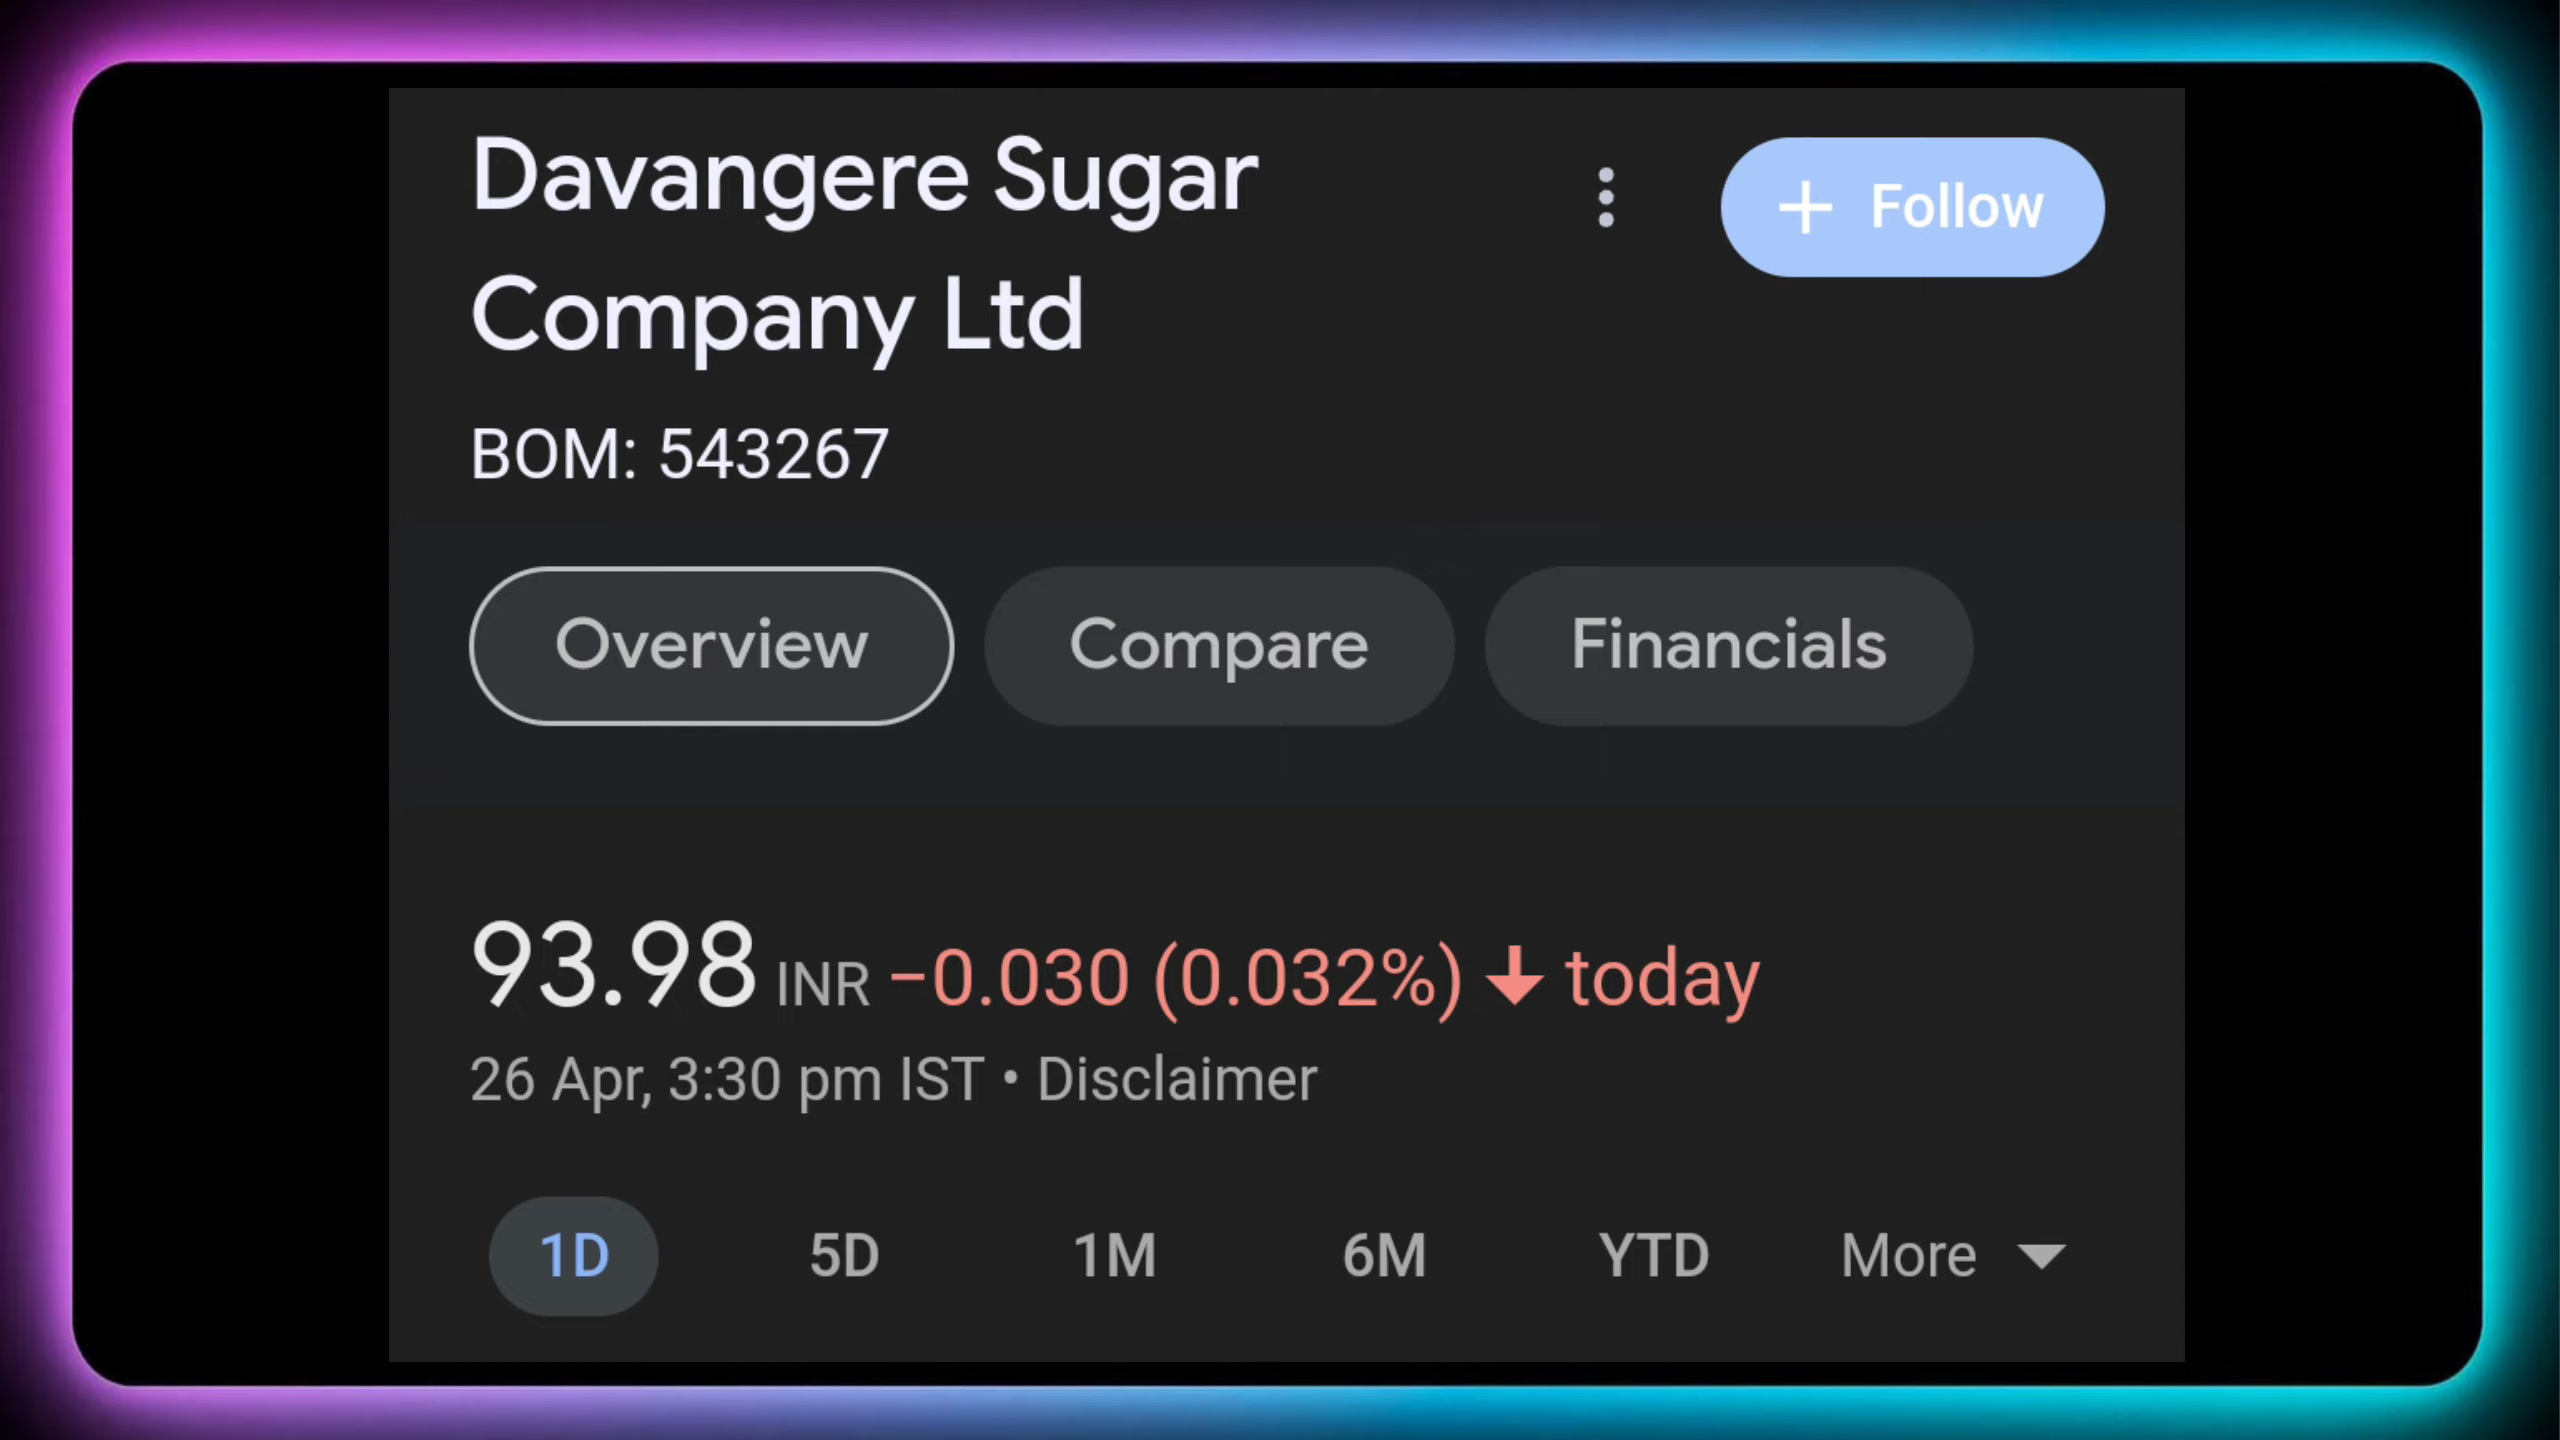 Davangere Sugar
Company Ltd
+ Follow
BOM: 543267
Overview Compare Financials
93.98 INR −0.030 (0.032%) ↓ today
26 Apr, 3:30 pm IST • Disclaimer
1D 5D 1M 6M YTD More